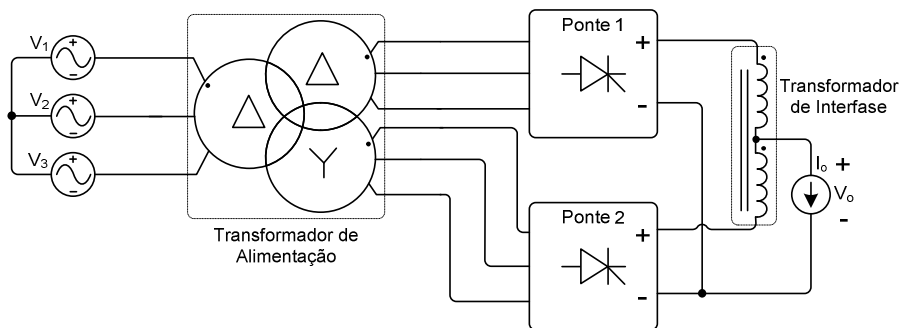 V1
V2
V3
+
−
+
−
+
−
Δ
Δ
Y
Transformador de
Alimentação
Ponte 1
+
-
Ponte 2
+
-
Transformador
de Interfase
Io
+
Vo
-